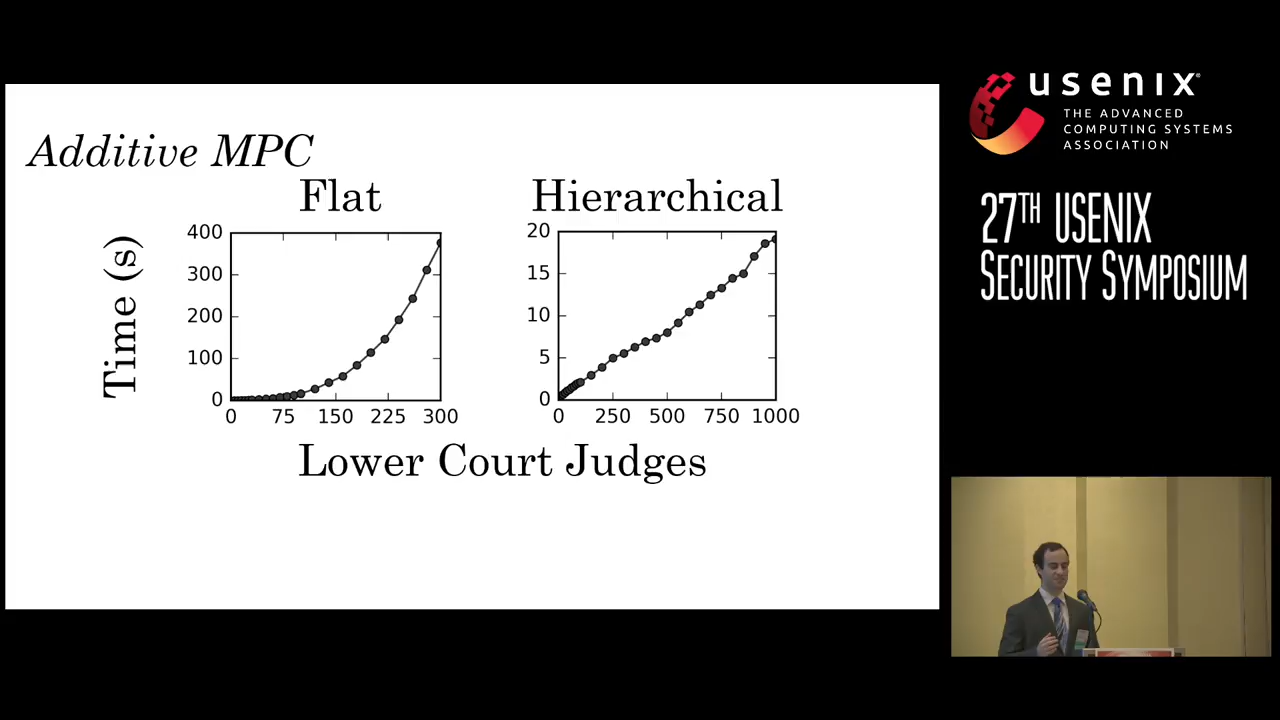 Additive MPC
Flat
Hierarchical
Time (s)
400
300
200
100
0
0 75 150 225 300
20
15
10
5
0
0 250 500 750 1000
Lower Court Judges
usenix®
THE ADVANCED
COMPUTING SYSTEMS
ASSOCIATION
27TH USENIX
SECURITY SYMPOSIUM